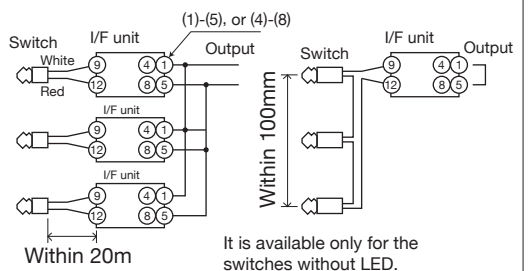 (1)-(5), or (4)-(8)
Switch
I/F unit
Output
White
Red
9
4
1
12
8
5
I/F unit
9
4
1
12
8
5
I/F unit
9
4
1
12
8
5
Within 20m
I/F unit
Switch
Output
9
4
1
12
8
5
Within 100mm
It is available only for the
switches without LED.